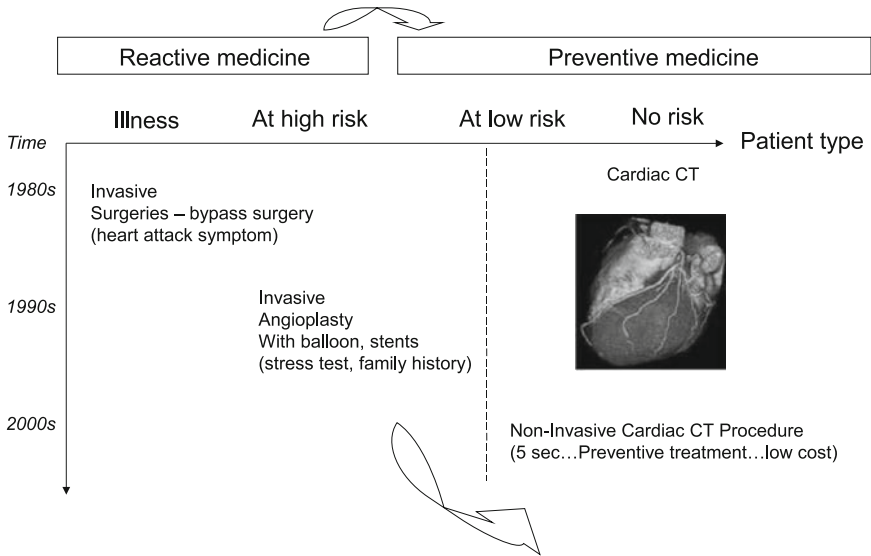 Reactive medicine
Preventive medicine
Illness
At high risk
At low risk
No risk
Time
Patient type
1980s
Cardiac CT
Invasive
Surgeries – bypass surgery
(heart attack symptom)
1990s
Invasive
Angioplasty
With balloon, stents
(stress test, family history)
2000s
Non-Invasive Cardiac CT Procedure
(5 sec…Preventive treatment…low cost)